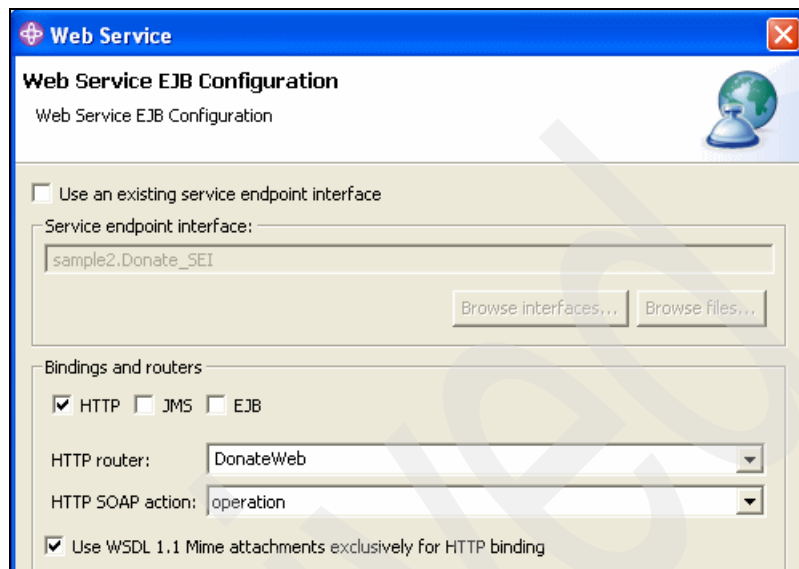 Web Service
Web Service EJB Configuration
Web Service EJB Configuration
Use an existing service endpoint interface
Service endpoint interface:
sample2.Donate_SEI
Browse interfaces... Browse files...
Bindings and routers
HTTP JMS EJB
HTTP router: DonateWeb
HTTP SOAP action: operation
Use WSDL 1.1 Mime attachments exclusively for HTTP binding